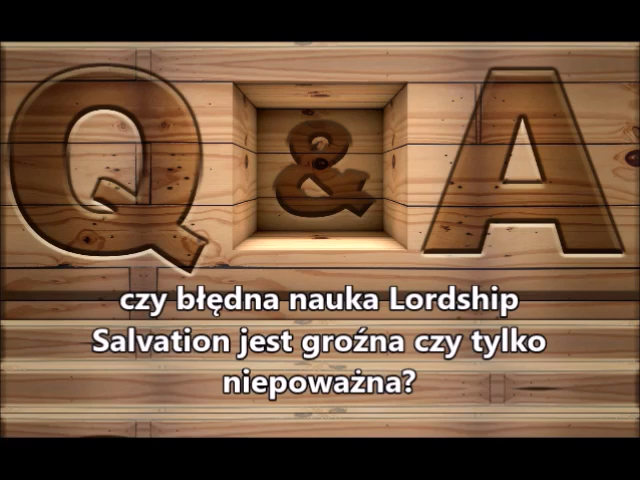 Q & A
czy błędna nauka Lordship
Salvation jest groźna czy tylko
niepoważna?